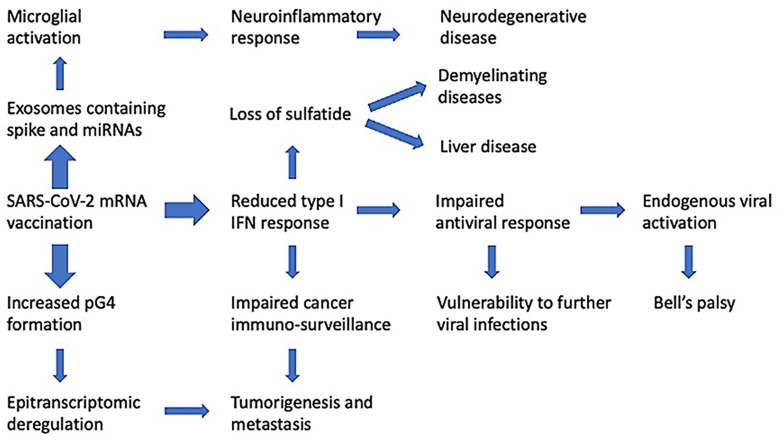 Microglial
activation
Neuroinflammatory
response
Neurodegenerative
disease
Exosomes containing
spike and miRNAs
Loss of sulfatide
Demyelinating
diseases
Liver disease
SARS-CoV-2 mRNA
vaccination
Reduced type I
IFN response
Impaired
antiviral response
Endogenous viral
activation
Increased pG4
formation
Impaired cancer
immuno-surveillance
Vulnerability to further
viral infections
Bell's palsy
Epitranscriptomic
deregulation
Tumorigenesis and
metastasis